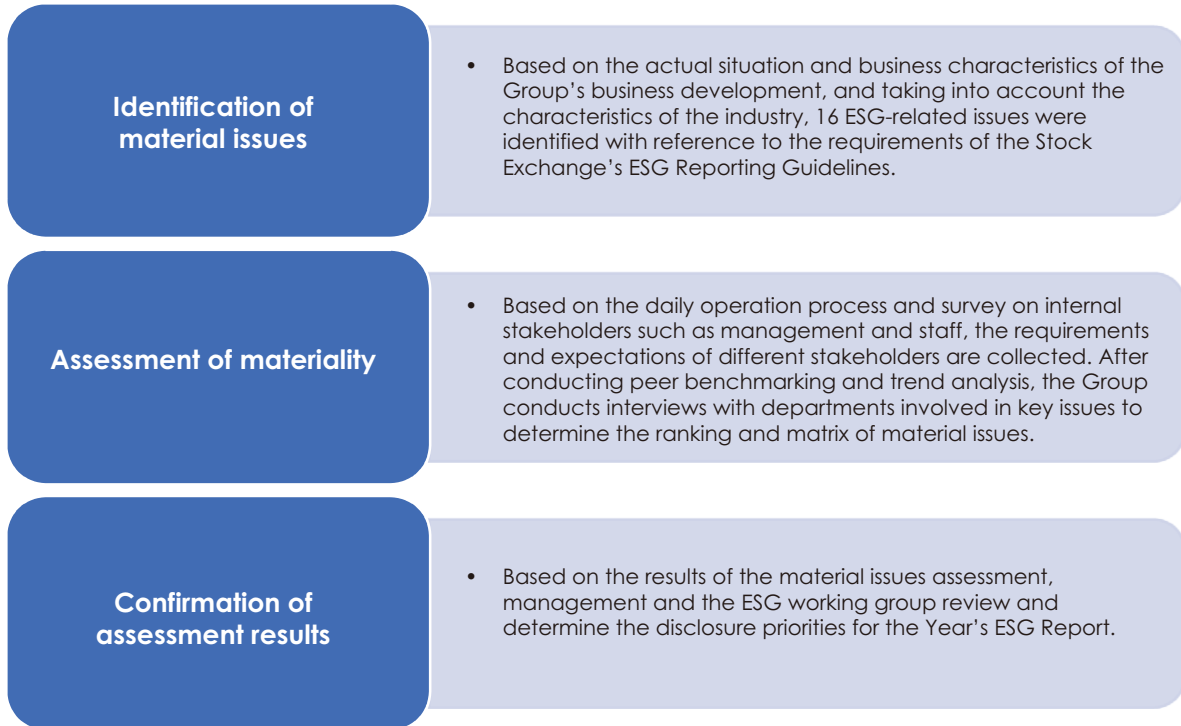 Identification of
material issues
• Based on the actual situation and business characteristics of the
Group's business development, and taking into account the
characteristics of the industry, 16 ESG-related issues were
identified with reference to the requirements of the Stock
Exchange's ESG Reporting Guidelines.
Assessment of materiality
• Based on the daily operation process and survey on internal
stakeholders such as management and staff, the requirements
and expectations of different stakeholders are collected. After
conducting peer benchmarking and trend analysis, the Group
conducts interviews with departments involved in key issues to
determine the ranking and matrix of material issues.
Confirmation of
assessment results
• Based on the results of the material issues assessment,
management and the ESG working group review and
determine the disclosure priorities for the Year's ESG Report.